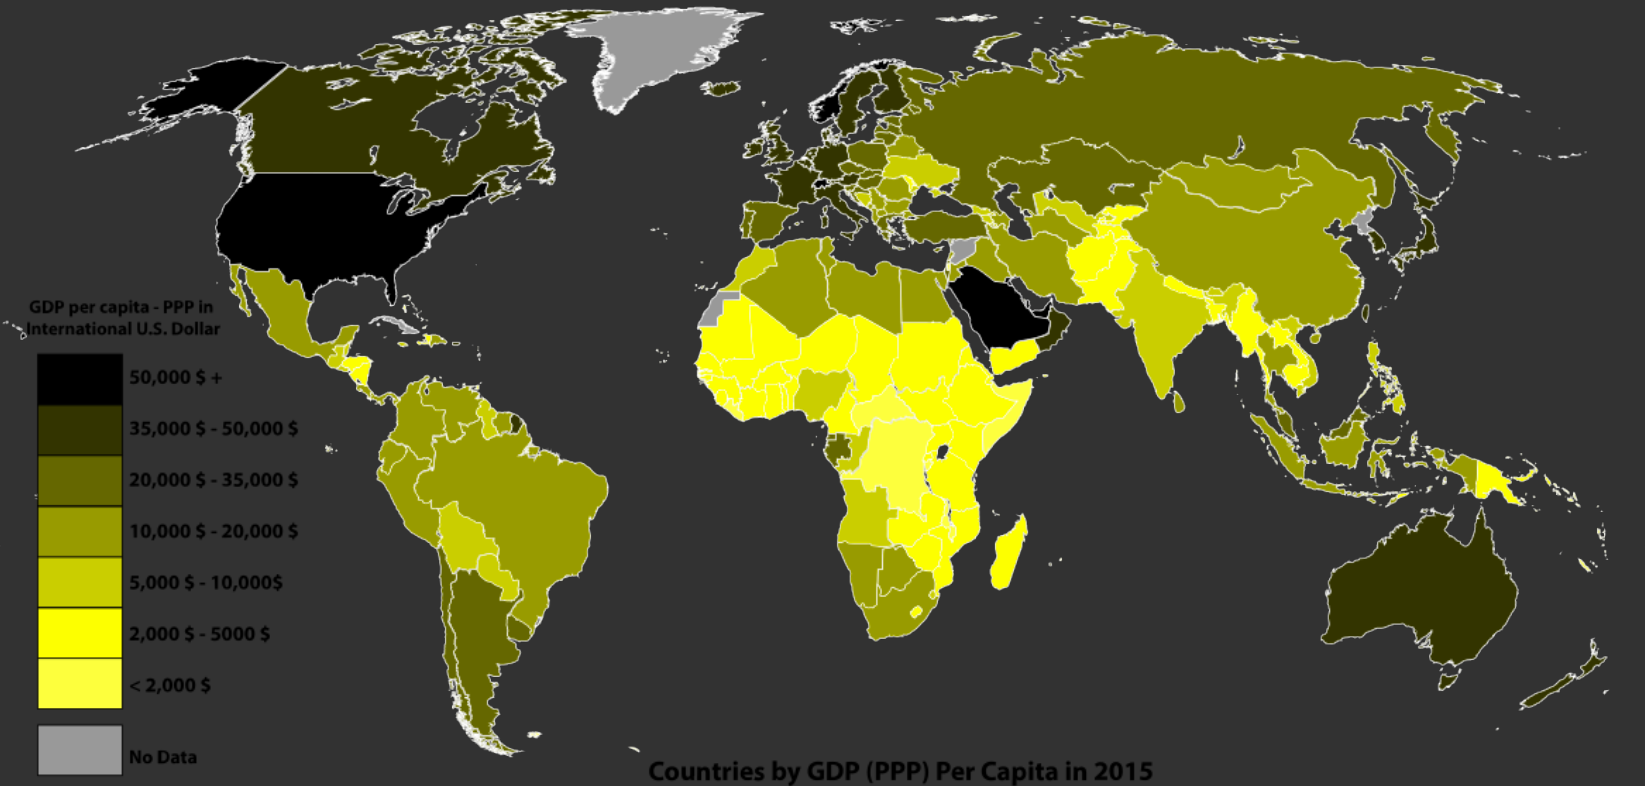 GDP per capita - PPP in
International U.S. Dollar
50,000 $ +
35,000 $ - 50,000 $
20,000 $ - 35,000 $
10,000 $ - 20,000 $
5,000 $ - 10,000$
2,000 $ - 5000 $
< 2,000 $
No Data
Countries by GDP (PPP) Per Capita in 2015